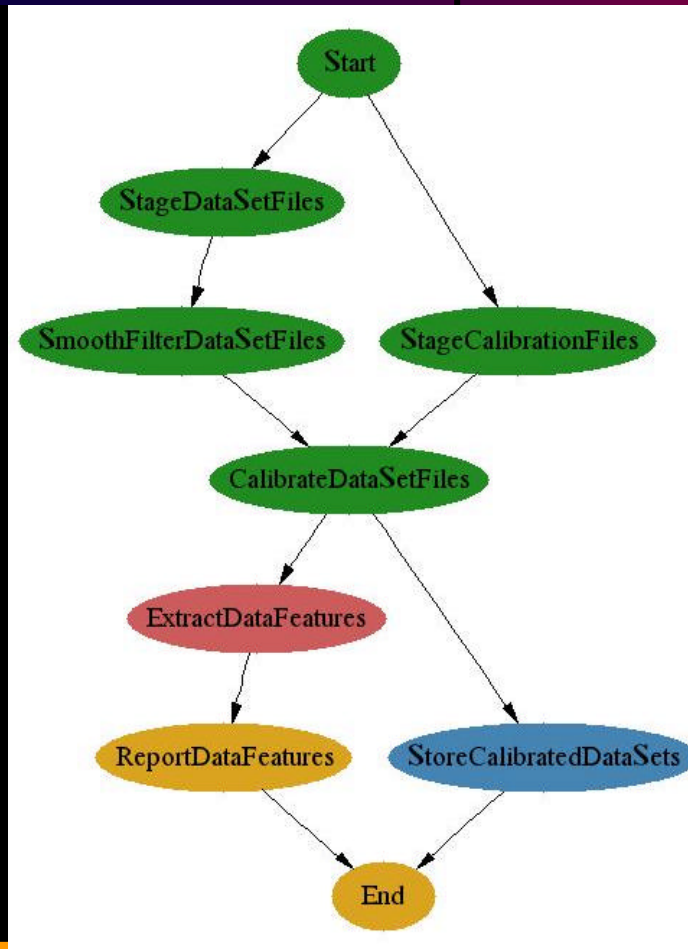 Start
StageDataSetFiles
SmoothFilterDataSetFiles
StageCalibrationFiles
CalibrateDataSetFiles
ExtractDataFeatures
ReportDataFeatures
StoreCalibratedDataSets
End